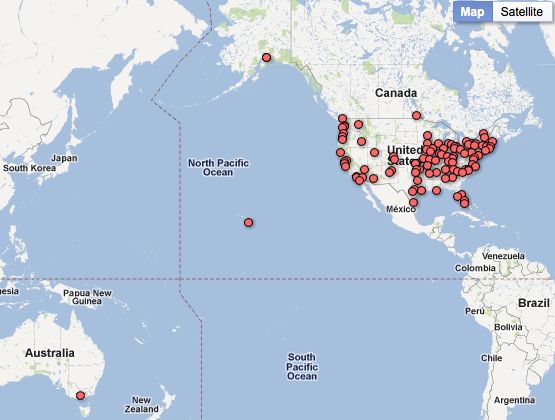 Map
Satellite
Canada
Japan
South Korea
North Pacific
Ocean
United
States
México
Venezuela
Colombia
nesia
Papua New
Guinea
Brazil
Perú
Bolivia
Australia
South
Pacific
Ocean
Chile
New
Zealand
Argentina